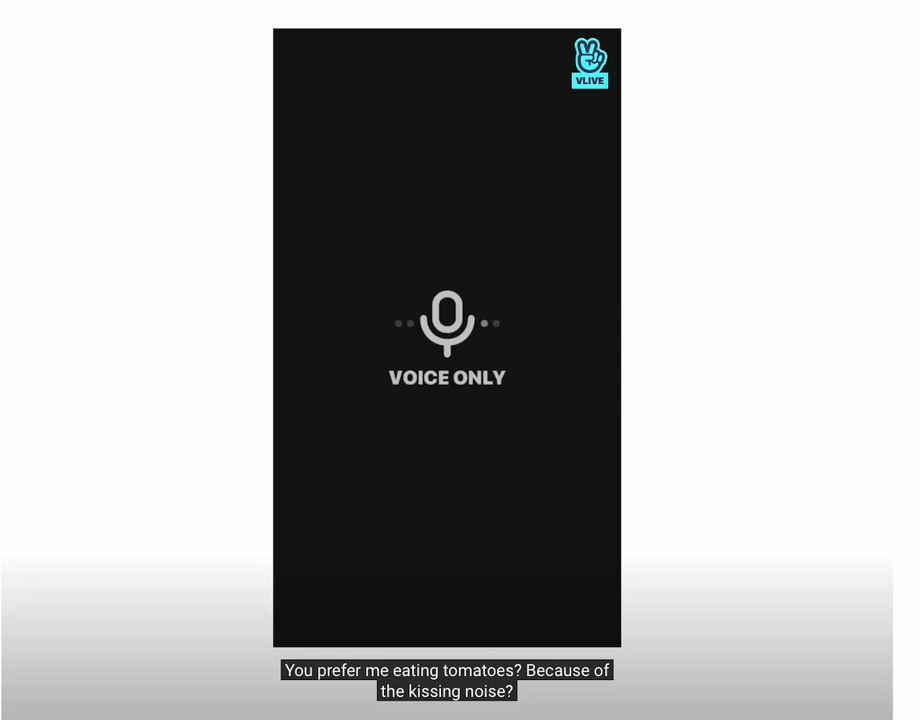 VLIVE
VOICE ONLY
You prefer me eating tomatoes? Because of
the kissing noise?